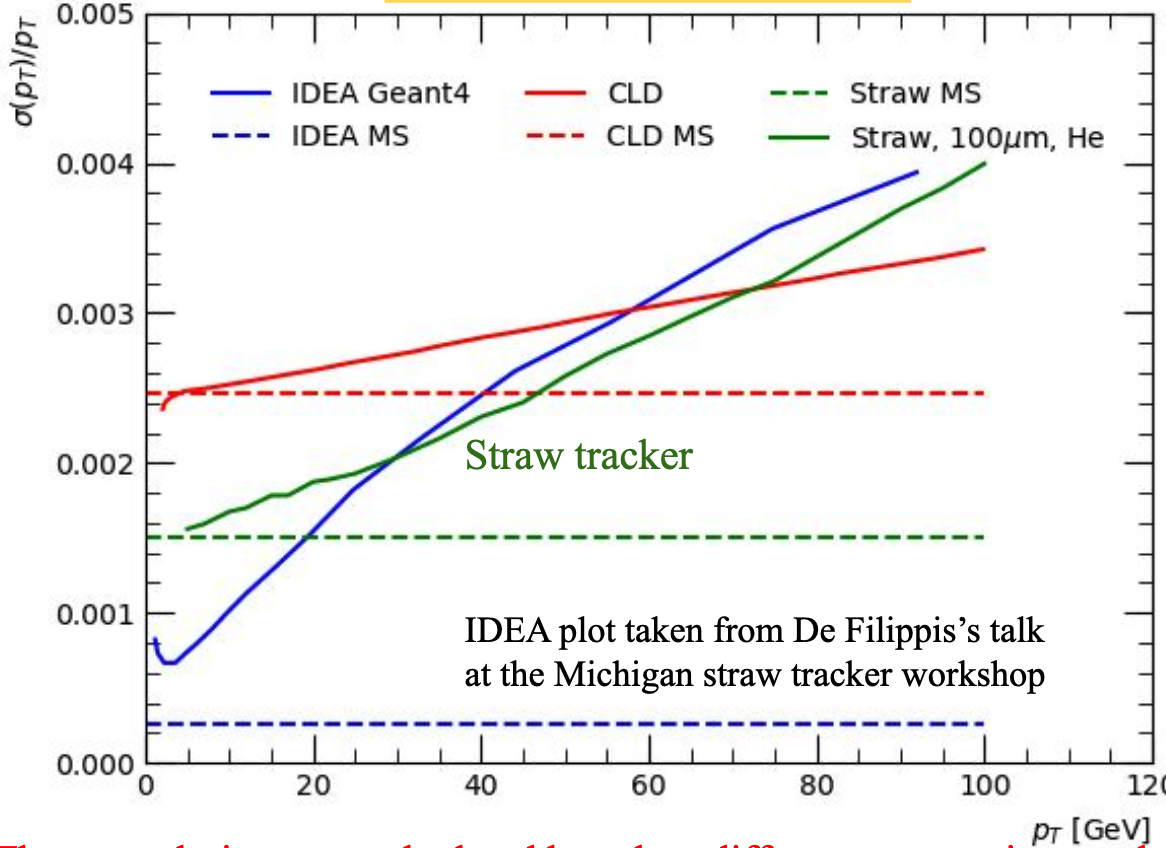 0.005
σ(pT)/pT
IDEA Geant4
CLD
Straw MS
IDEA MS
CLD MS
Straw, 100μm, He
0.004
0.003
0.002
Straw tracker
0.001
IDEA plot taken from De Filippis's talk
at the Michigan straw tracker workshop
0.000
0 20 40 60 80 100
pT [GeV]